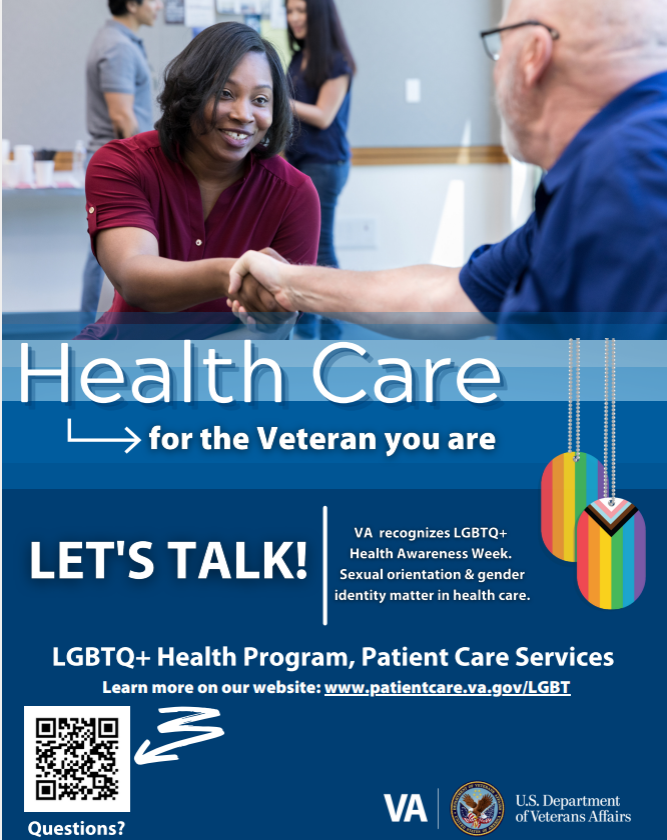 Health Care
for the Veteran you are
LET'S TALK!
VA recognizes LGBTQ+
Health Awareness Week.
Sexual orientation & gender
identity matter in health care.
LGBTQ+ Health Program, Patient Care Services
Learn more on our website: www.patientcare.va.gov/LGBT
Questions?
VA
U.S. Department
of Veterans Affairs